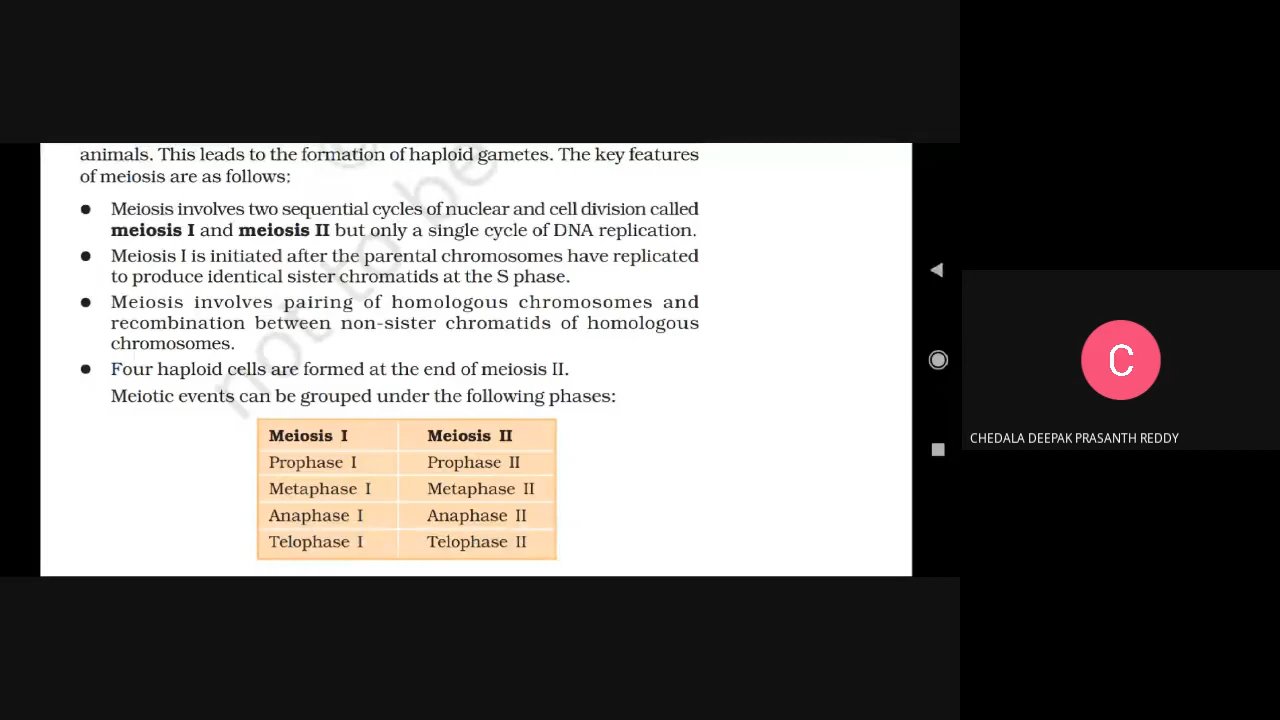 animals. This leads to the formation of haploid gametes. The key features
of meiosis are as follows:
● Meiosis involves two sequential cycles of nuclear and cell division called
meiosis I and meiosis II but only a single cycle of DNA replication.
● Meiosis I is initiated after the parental chromosomes have replicated
to produce identical sister chromatids at the S phase.
● Meiosis involves pairing of homologous chromosomes and
recombination between non-sister chromatids of homologous
chromosomes.
● Four haploid cells are formed at the end of meiosis II.
Meiotic events can be grouped under the following phases:
Meiosis I Meiosis II
Prophase I Prophase II
Metaphase I Metaphase II
Anaphase I Anaphase II
Telophase I Telophase II
not to be
C
CHEDALA DEEPAK PRASANTH REDDY